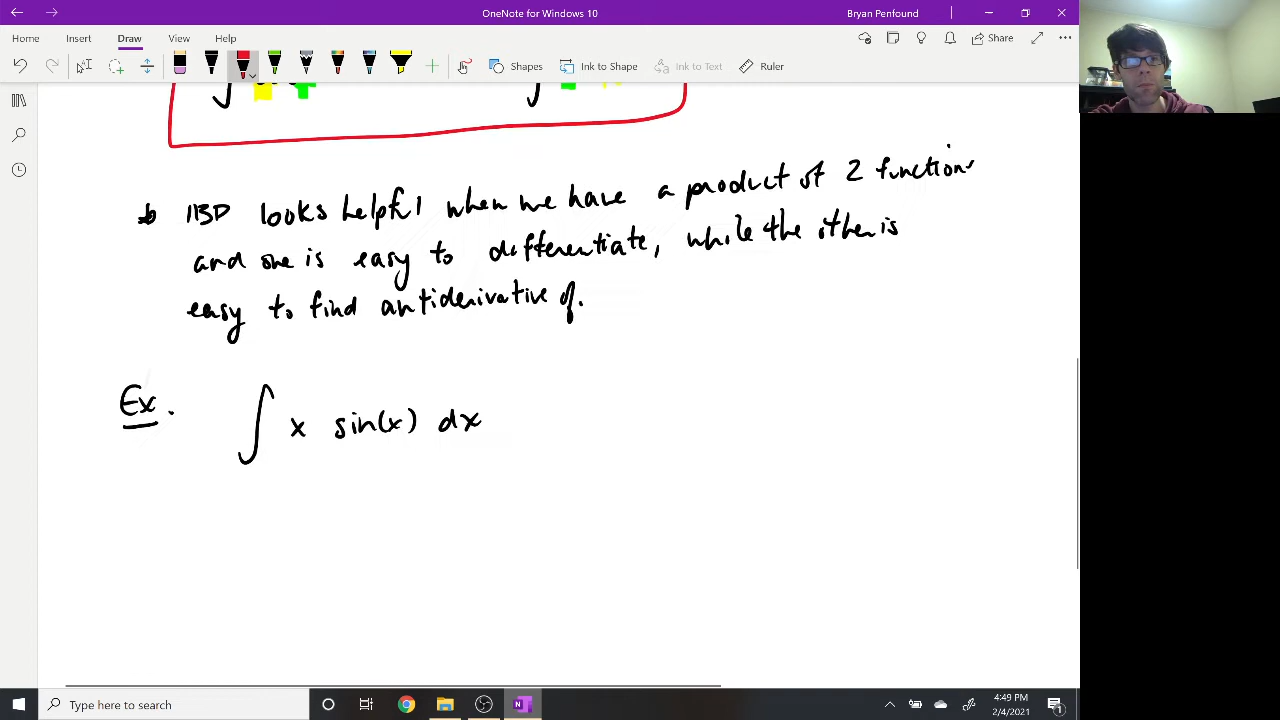 OneNote for Windows 10
Bryan Penfound
Home Insert Draw View Help
Share
Shapes Ink to Shape Ink to Text Ruler
IBP looks helpful when we have a product of 2 functions
and one is easy to differentiate, while the other is
easy to find antiderivative of.
Ex. ∫ x sin(x) dx
Type here to search
4:49 PM
2/4/2021